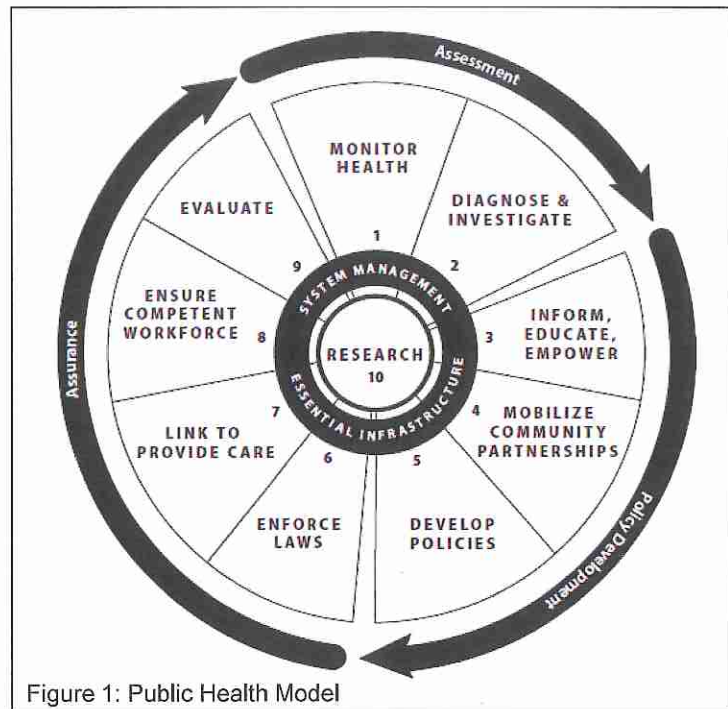 Assessment
MONITOR
HEALTH
1
DIAGNOSE &
INVESTIGATE
2
INFORM,
EDUCATE,
EMPOWER
3
MOBILIZE
COMMUNITY
PARTNERSHIPS
4
Policy Development
DEVELOP
POLICIES
5
ENFORCE
LAWS
6
LINK TO
PROVIDE CARE
7
ENSURE
COMPETENT
WORKFORCE
8
EVALUATE
9
Assurance
SYSTEM MANAGEMENT
RESEARCH
10
ESSENTIAL INFRASTRUCTURE
Figure 1: Public Health Model